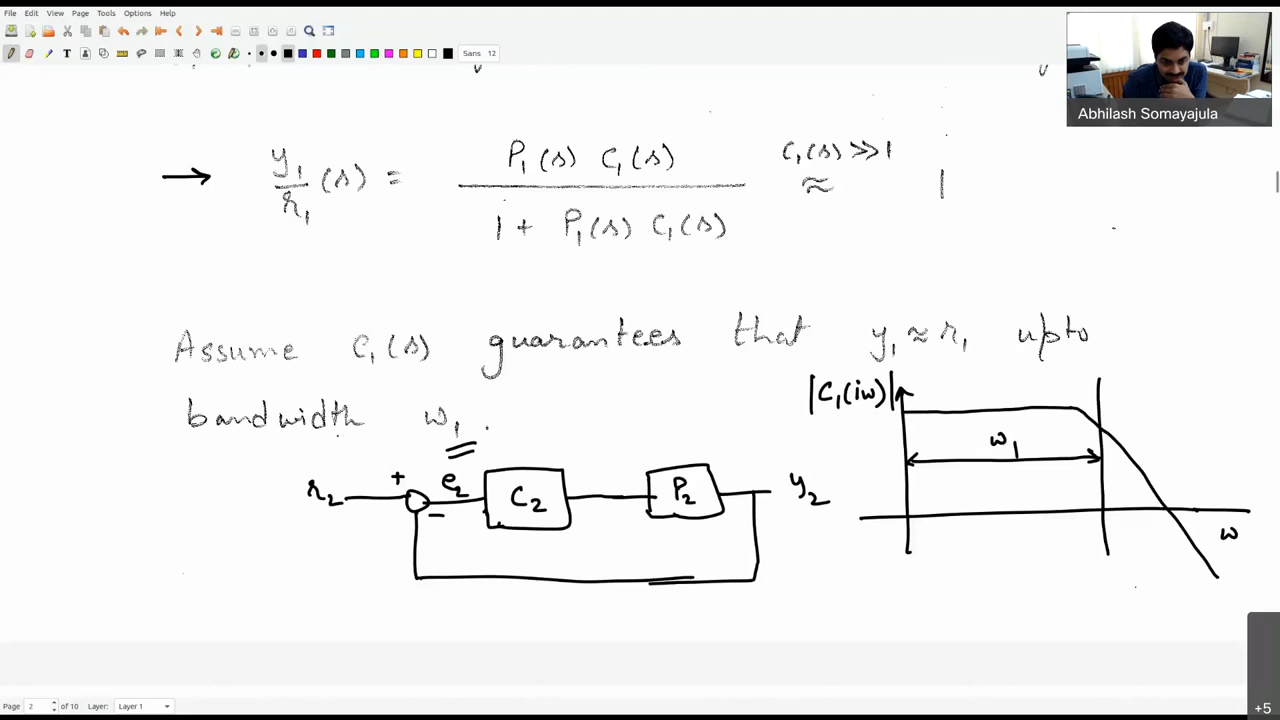 File Edit View Page Tools Options Help
Sans 12
Abhilash Somayajula
→ y₁/r₁ (s) = P₁(s) C₁(s) / 1 + P₁(s) C₁(s) C₁(s) ≫ 1 ≈ 1
Assume C₁(s) guarantees that y₁ ≈ r₁ upto
bandwidth ω₁.
|C₁(iω)|
ω₁
ω
r₂ + − e₂ C₂ P₂ y₂
Page 2 of 10 Layer: Layer 1
+5